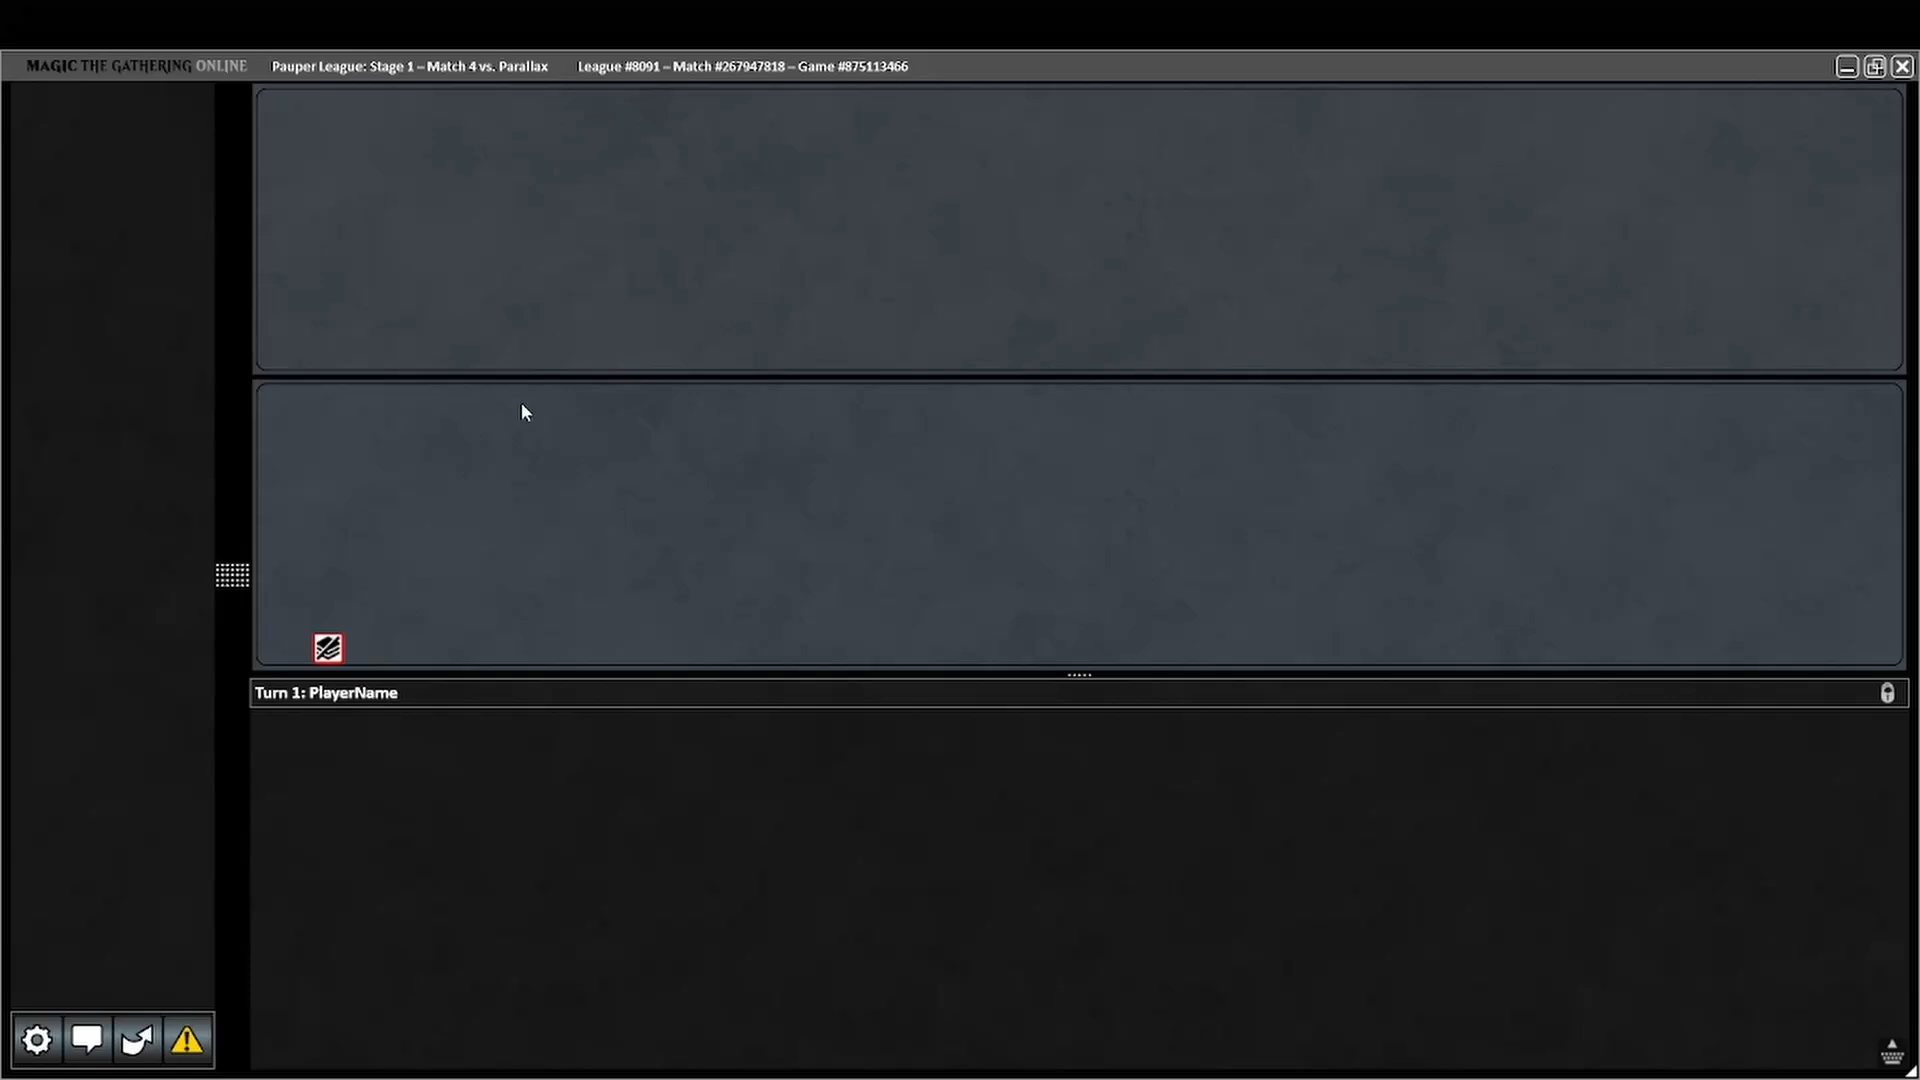 MAGIC THE GATHERING ONLINE Pauper League: Stage 1 – Match 4 vs. Parallax League #8091 – Match #267947818 – Game #875113466
Turn 1: PlayerName